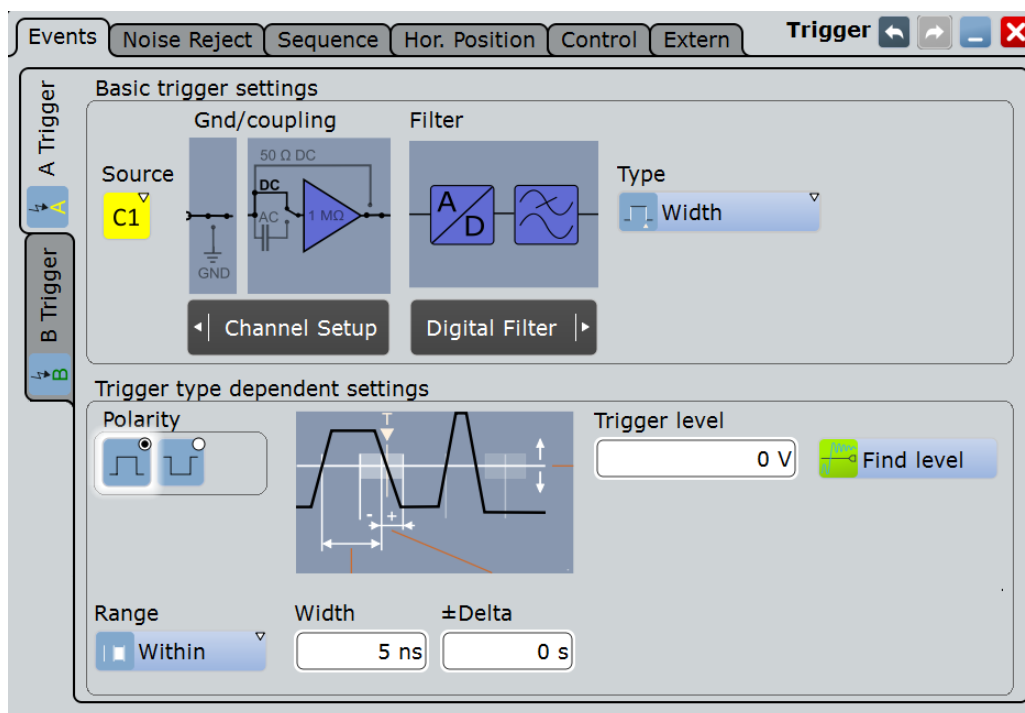 Events Noise Reject Sequence Hor. Position Control Extern Trigger
A Trigger
B Trigger
Basic trigger settings
Gnd/coupling Filter
Source Type
C1
50 Ω DC
DC
AC
1 MΩ
GND
A
D
Width
A
B
Channel Setup Digital Filter
Trigger type dependent settings
Polarity Trigger level
T
0 V Find level
- +
Range Width ±Delta
Within 5 ns 0 s